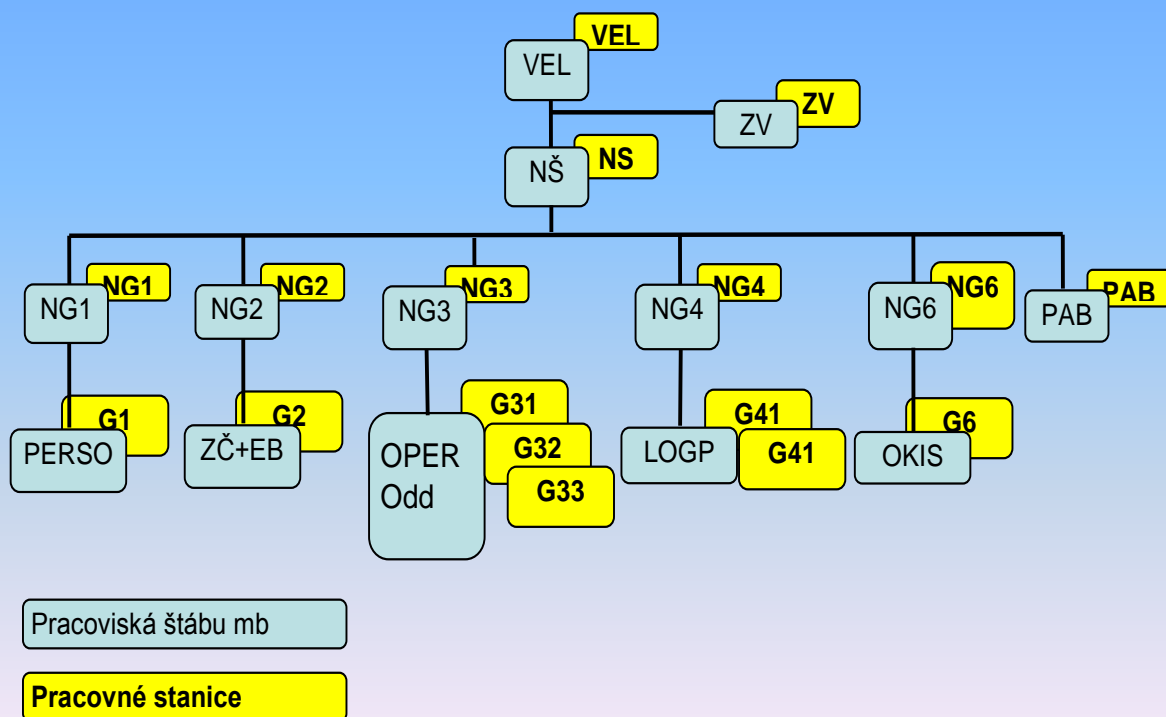 VEL
VEL
ZV
ZV
NS
NŠ
NG1
NG1
NG2
NG2
NG3
NG3
NG4
NG4
NG6
NG6
PAB
PAB
G1
PERSO
G2
ZČ+EB
G31
G32
G33
OPER
Odd
G41
G41
LOGP
G6
OKIS
Pracoviská štábu mb
Pracovné stanice